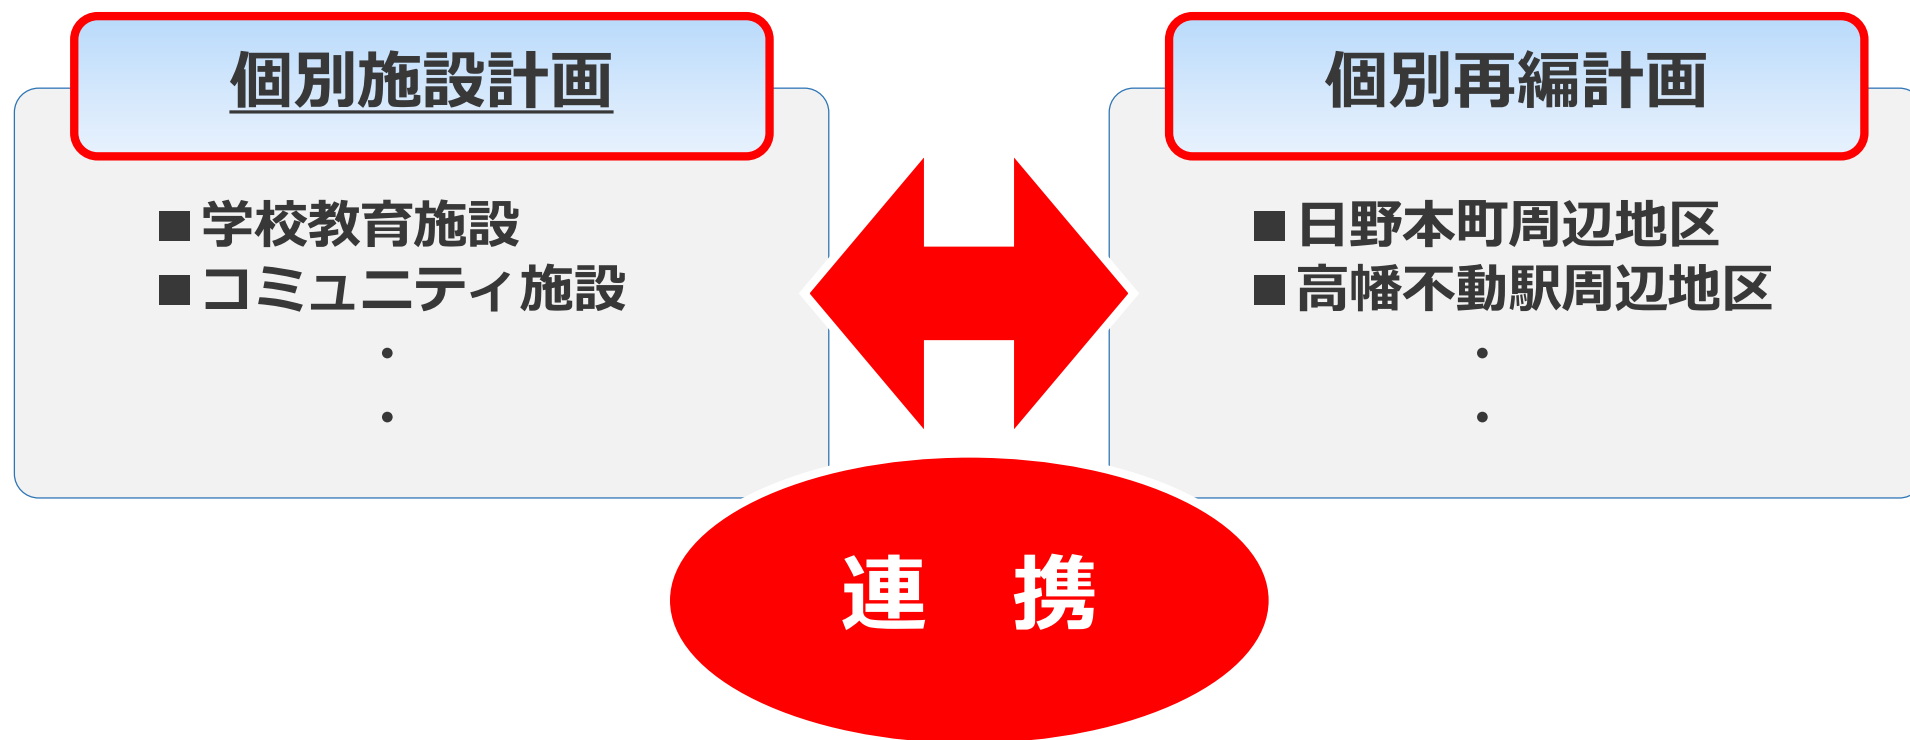 個別施設計画
■学校教育施設
■コミュニティ施設
・
・
個別再編計画
■日野本町周辺地区
■高幡不動駅周辺地区
・
・
連　携